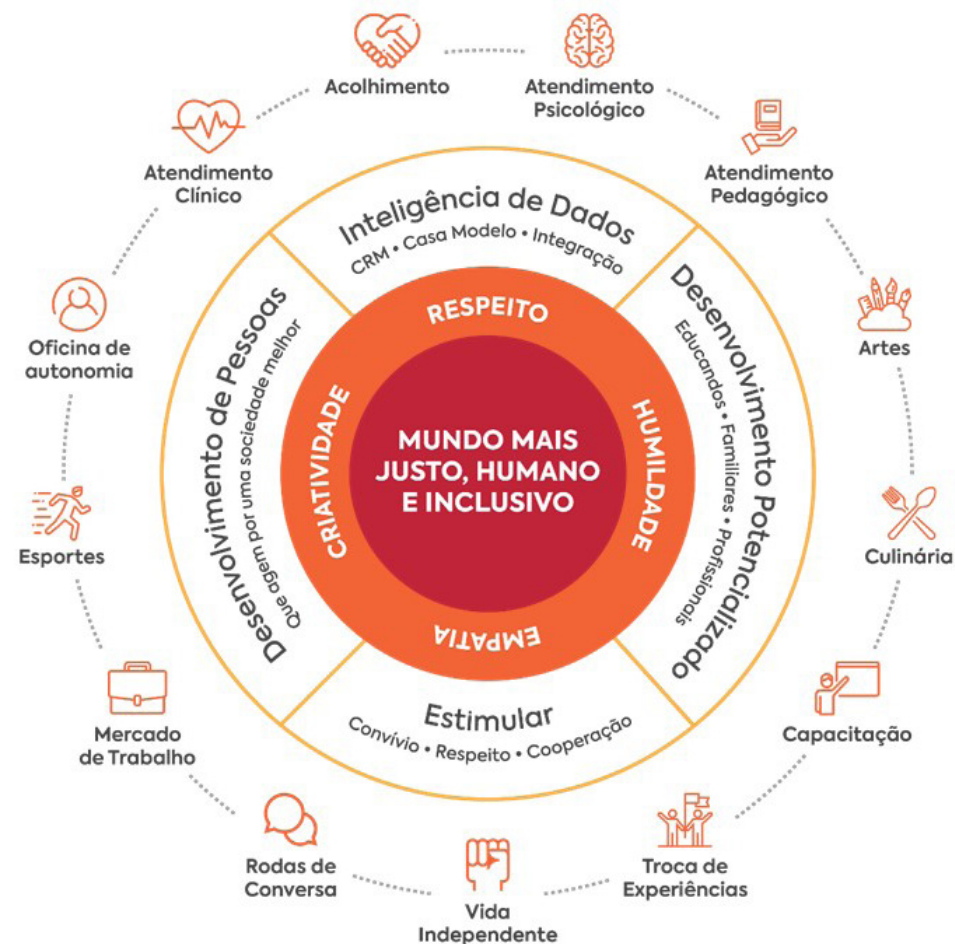 Acolhimento
Atendimento
Psicológico
Atendimento
Pedagógico
Artes
Culinária
Capacitação
Troca de
Experiências
Vida
Independente
Rodas de
Conversa
Mercado
de Trabalho
Esportes
Oficina de
autonomia
Atendimento
Clínico
Inteligência de Dados
CRM • Casa Modelo • Integração
Desenvolvimento Potencializado
Educandos • Familiares • Profissionais
Estimular
Convívio • Respeito • Cooperação
Desenvolvimento de Pessoas
Que agem por uma sociedade melhor
RESPEITO
HUMILDADE
EMPATIA
CRIATIVIDADE
MUNDO MAIS
JUSTO, HUMANO
E INCLUSIVO